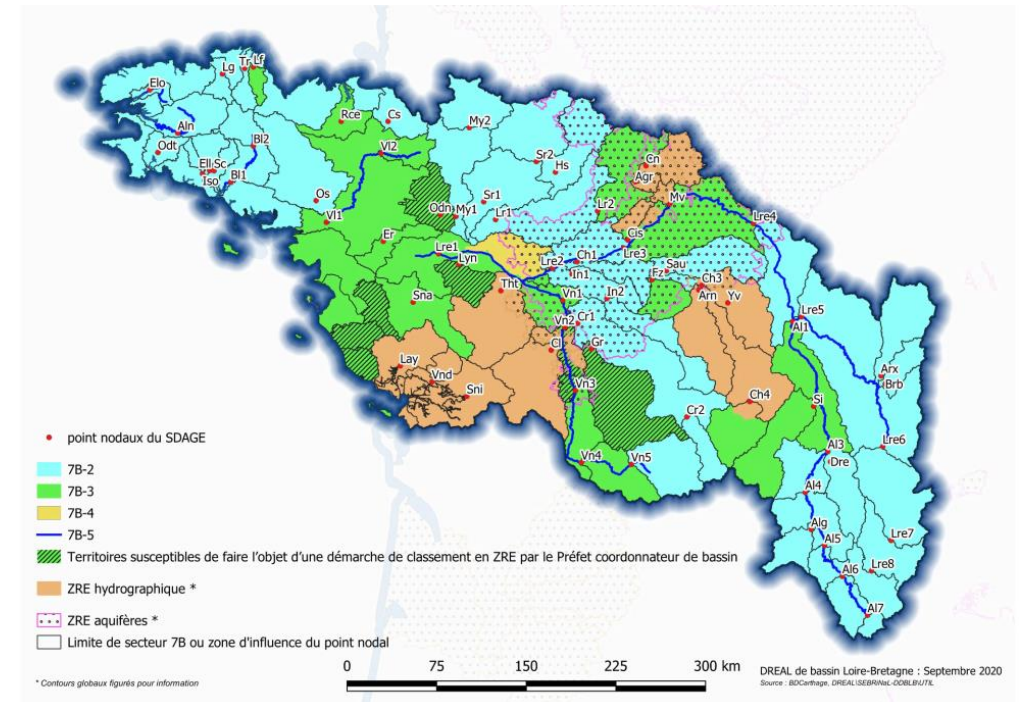 Lg
Tr
Lf
Elo
Aln
Odt
Bl2
Ell
Sc
Iso
Bl1
Os
Rce
Cs
Vl2
Vl1
My2
Sr2
Hs
Sr1
Odn
My1
Lr1
Er
Lre1
Lyn
Sna
Cn
Agr
Lr2
Mv
Lre4
Cis
Lre3
Ch1
Lre2
In1
Sau
Fz
Ch3
Arn
Yv
Tht
Vn1
In2
Vn2
Cr1
Cl
Gr
Lre5
Al1
Lay
Vnd
Sni
Vn3
Arx
Brb
Ch4
Si
Cr2
Lre6
Al3
Dre
Vn4
Vn5
Al4
Alg
Al5
Lre7
Al6
Lre8
Al7
point nodaux du SDAGE
7B-2
7B-3
7B-4
7B-5
Territoires susceptibles de faire l'objet d'une démarche de classement en ZRE par le Préfet coordonnateur de bassin
ZRE hydrographique *
ZRE aquifères *
Limite de secteur 7B ou zone d'influence du point nodal
0 75 150 225 300 km
DREAL de bassin Loire-Bretagne : Septembre 2020
* Contours globaux figurés pour information
Source : BDCarthage, DREAL\SEBRiNaL-DDBLB\UTIL